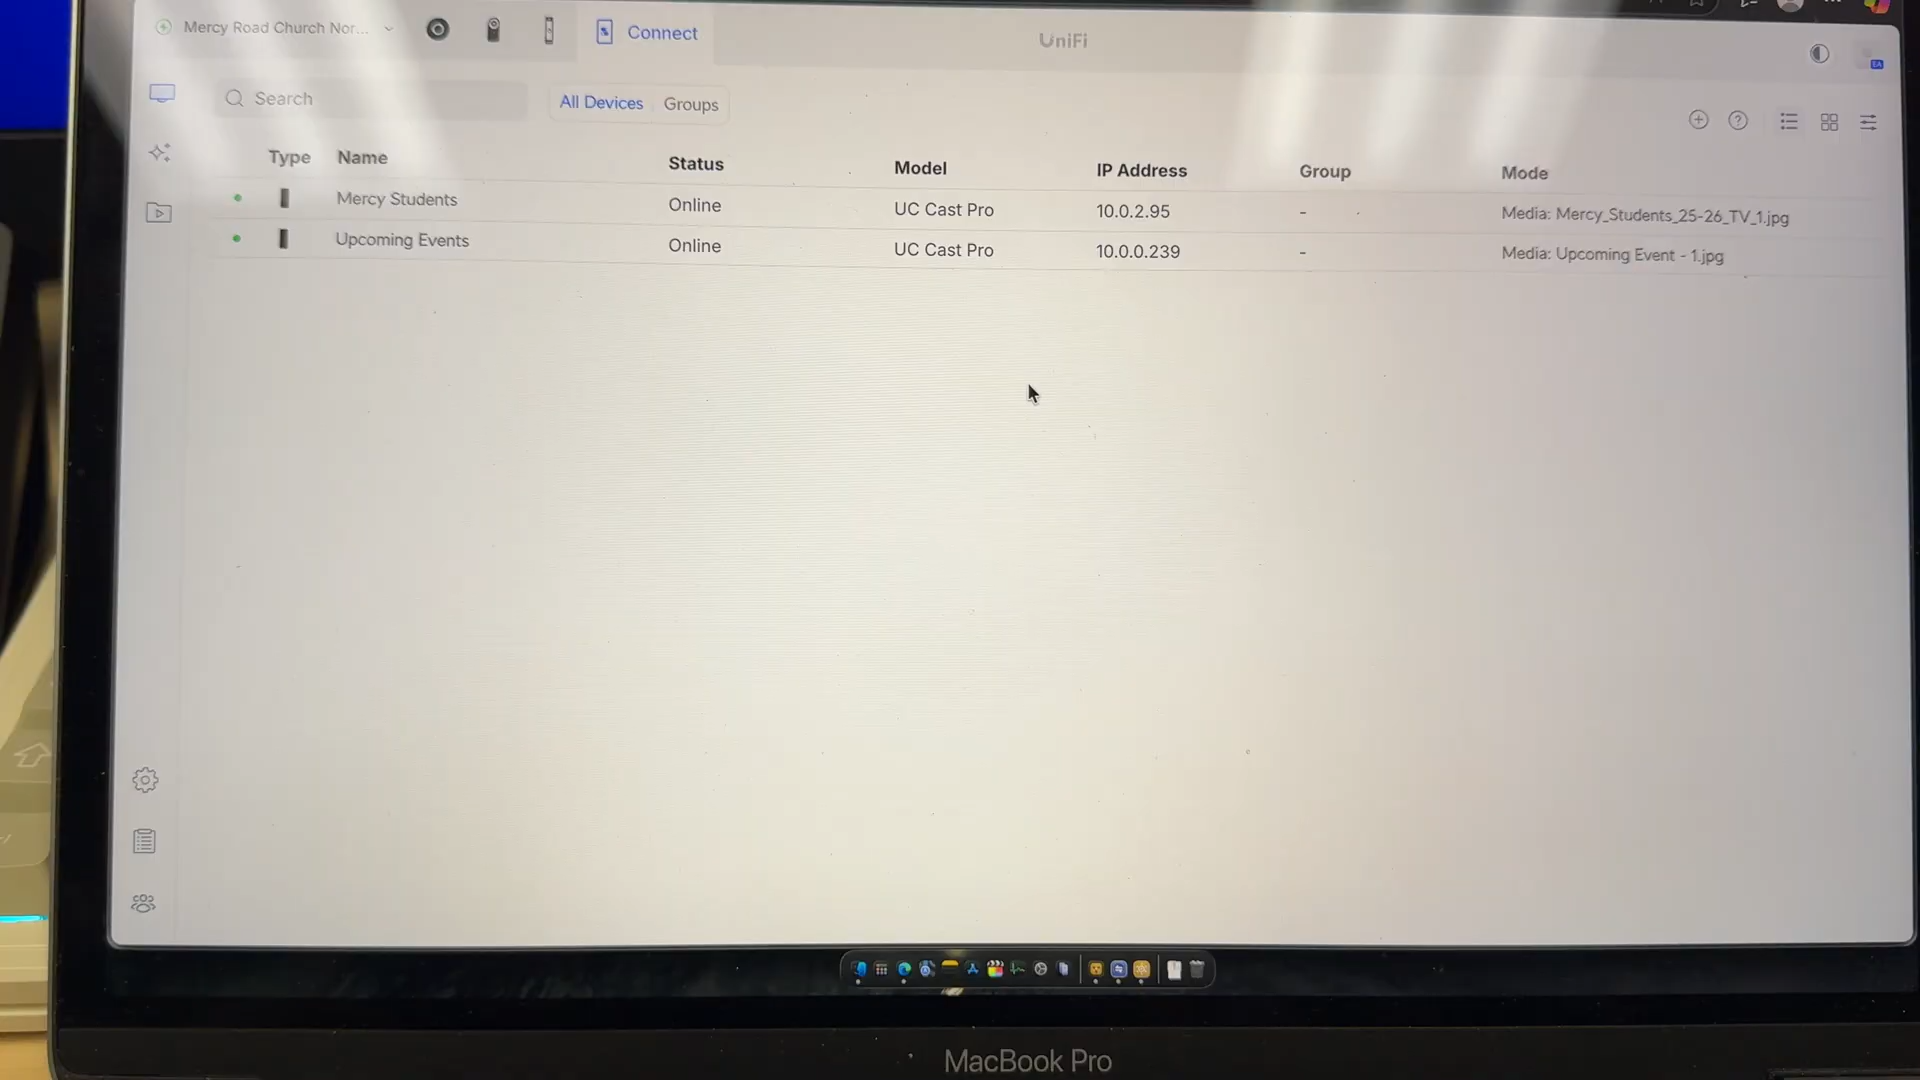 Mercy Road Church Nor... Connect UniFi
EA
Search All Devices Groups
Type Name Status Model IP Address Group Mode
Mercy Students Online UC Cast Pro 10.0.2.95 - Media: Mercy_Students_25-26_TV_1.jpg
Upcoming Events Online UC Cast Pro 10.0.0.239 - Media: Upcoming Event - 1.jpg
MacBook Pro